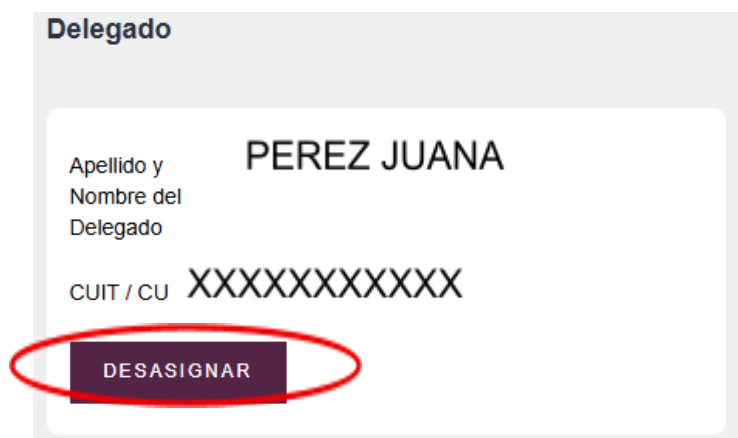 Delegado
Apellido y
Nombre del
Delegado
PEREZ JUANA
CUIT / CU XXXXXXXXXXX
DESASIGNAR